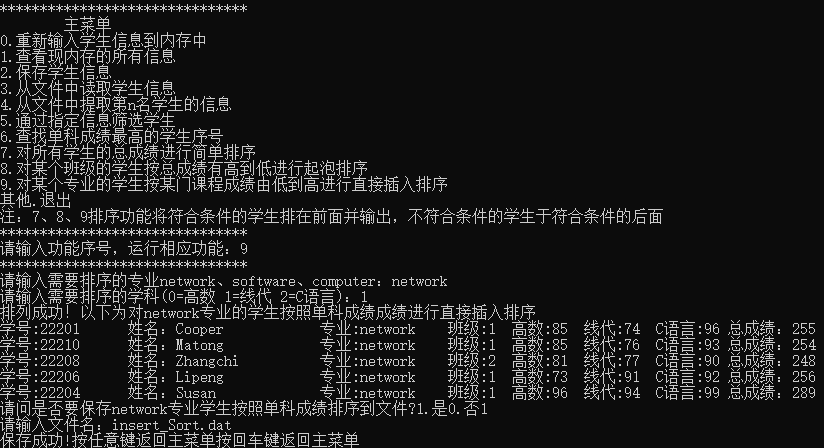 *******************************
主菜单
0.重新输入学生信息到内存中
1.查看现内存的所有信息
2.保存学生信息
3.从文件中读取学生信息
4.从文件中提取第n名学生的信息
5.通过指定信息筛选学生
6.查找单科成绩最高的学生序号
7.对所有学生的总成绩进行简单排序
8.对某个班级的学生按总成绩有高到低进行起泡排序
9.对某个专业的学生按某门课程成绩由低到高进行直接插入排序
其他.退出
注：7、8、9排序功能将符合条件的学生排在前面并输出，不符合条件的学生于符合条件的后面
*******************************
请输入功能序号，运行相应功能：9
*******************************
请输入需要排序的专业network、software、computer：network
请输入需要排序的学科(0=高数 1=线代 2=C语言)：1
排列成功！以下为对network专业的学生按照单科成绩成绩进行直接插入排序
学号:22201 姓名：Cooper 专业:network 班级:1 高数:85 线代:74 C语言:96 总成绩：255
学号:22210 姓名：Matong 专业:network 班级:1 高数:85 线代:76 C语言:93 总成绩：254
学号:22208 姓名：Zhangchi 专业:network 班级:2 高数:81 线代:77 C语言:90 总成绩：248
学号:22206 姓名：Lipeng 专业:network 班级:1 高数:73 线代:91 C语言:92 总成绩：256
学号:22204 姓名：Susan 专业:network 班级:1 高数:96 线代:94 C语言:99 总成绩：289
请问是否要保存network专业学生按照单科成绩排序到文件?1.是0.否1
请输入文件名：insert_Sort.dat
保存成功!按任意键返回主菜单按回车键返回主菜单